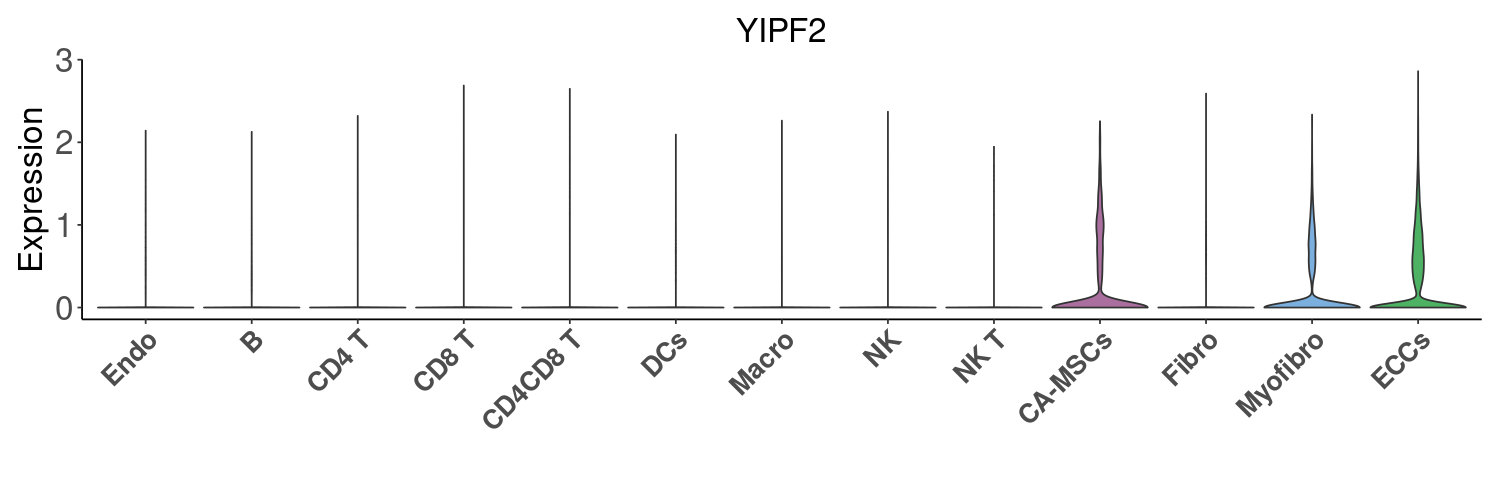 YIPF2
Expression
3
2
1
0
Endo
B
CD4 T
CD8 T
CD4CD8 T
DCs
Macro
NK
NK T
CA-MSCs
Fibro
Myofibro
ECCs